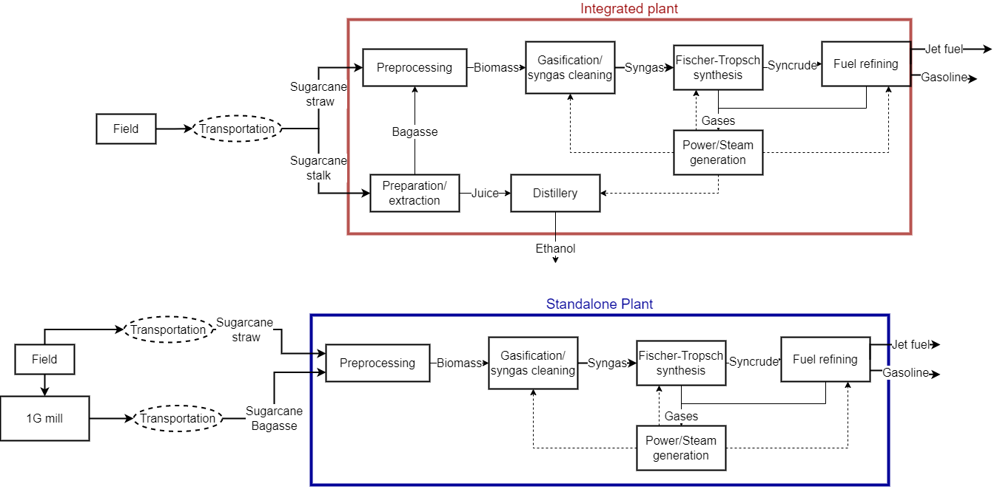 Integrated plant
Preprocessing
Biomass
Gasification/
syngas cleaning
Syngas
Fischer-Tropsch
synthesis
Syncrude
Fuel refining
Jet fuel
Gasoline
Sugarcane
straw
Field
Transportation
Bagasse
Gases
Power/Steam
generation
Sugarcane
stalk
Preparation/
extraction
Juice
Distillery
Ethanol
Standalone Plant
Transportation
Sugarcane
straw
Field
Preprocessing
Biomass
Gasification/
syngas cleaning
Syngas
Fischer-Tropsch
synthesis
Syncrude
Fuel refining
Jet fuel
Gasoline
1G mill
Transportation
Sugarcane
Bagasse
Gases
Power/Steam
generation